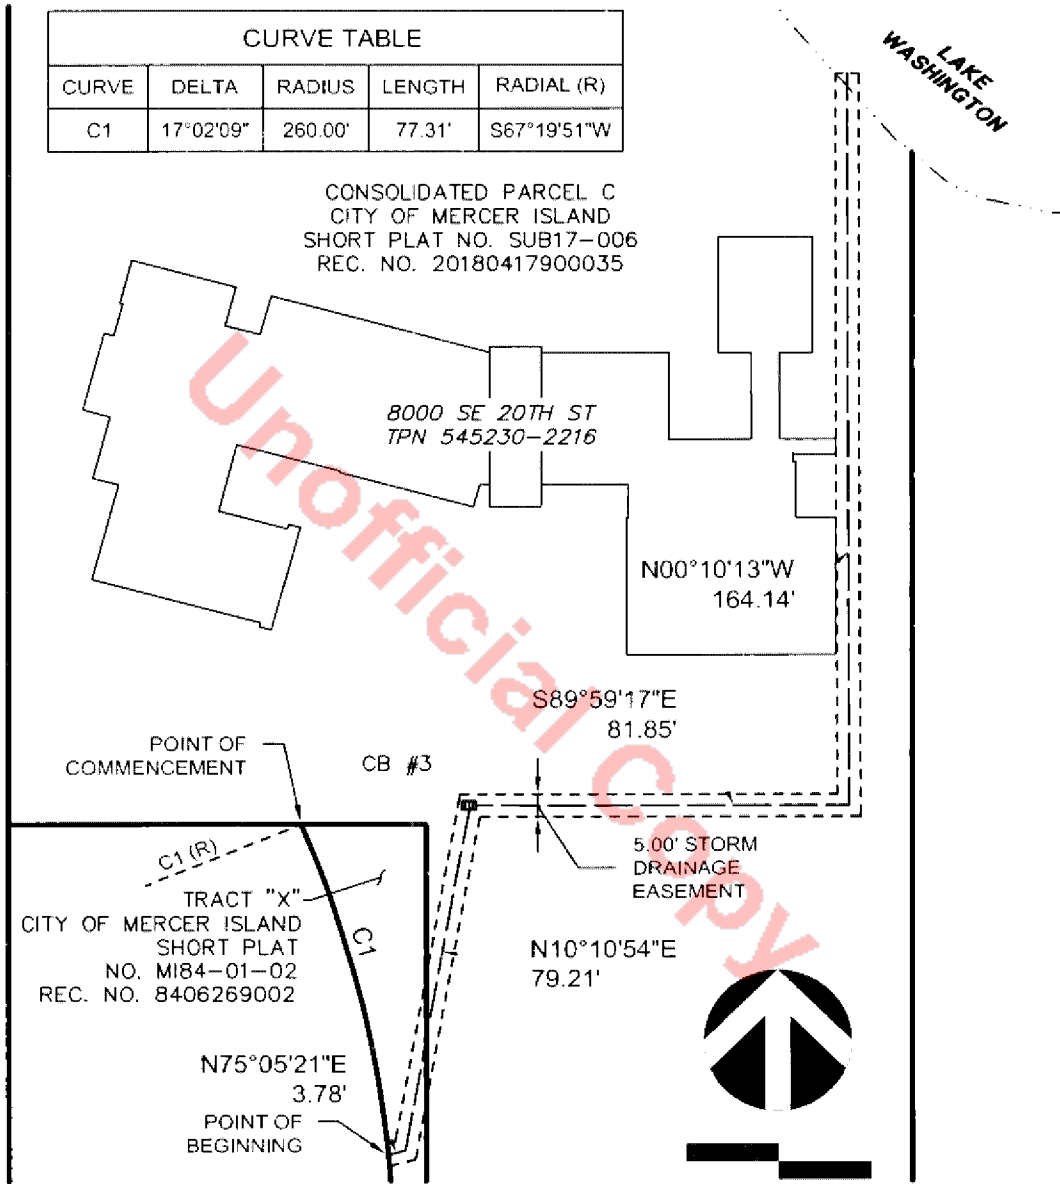 CURVE TABLE
CURVE DELTA RADIUS LENGTH RADIAL (R)
C1 17°02'09" 260.00' 77.31' S67°19'51"W
LAKE
WASHINGTON
CONSOLIDATED PARCEL C
CITY OF MERCER ISLAND
SHORT PLAT NO. SUB17-006
REC. NO. 20180417900035
8000 SE 20TH ST
TPN 545230-2216
N00°10'13"W
164.14'
S89°59'17"E
81.85'
POINT OF
COMMENCEMENT
CB #3
5.00' STORM
DRAINAGE
EASEMENT
C1 (R)
TRACT "X"
CITY OF MERCER ISLAND
SHORT PLAT
NO. MI84-01-02
REC. NO. 8406269002
C1
N10°10'54"E
79.21'
N75°05'21"E
3.78'
POINT OF
BEGINNING
Unofficial Copy